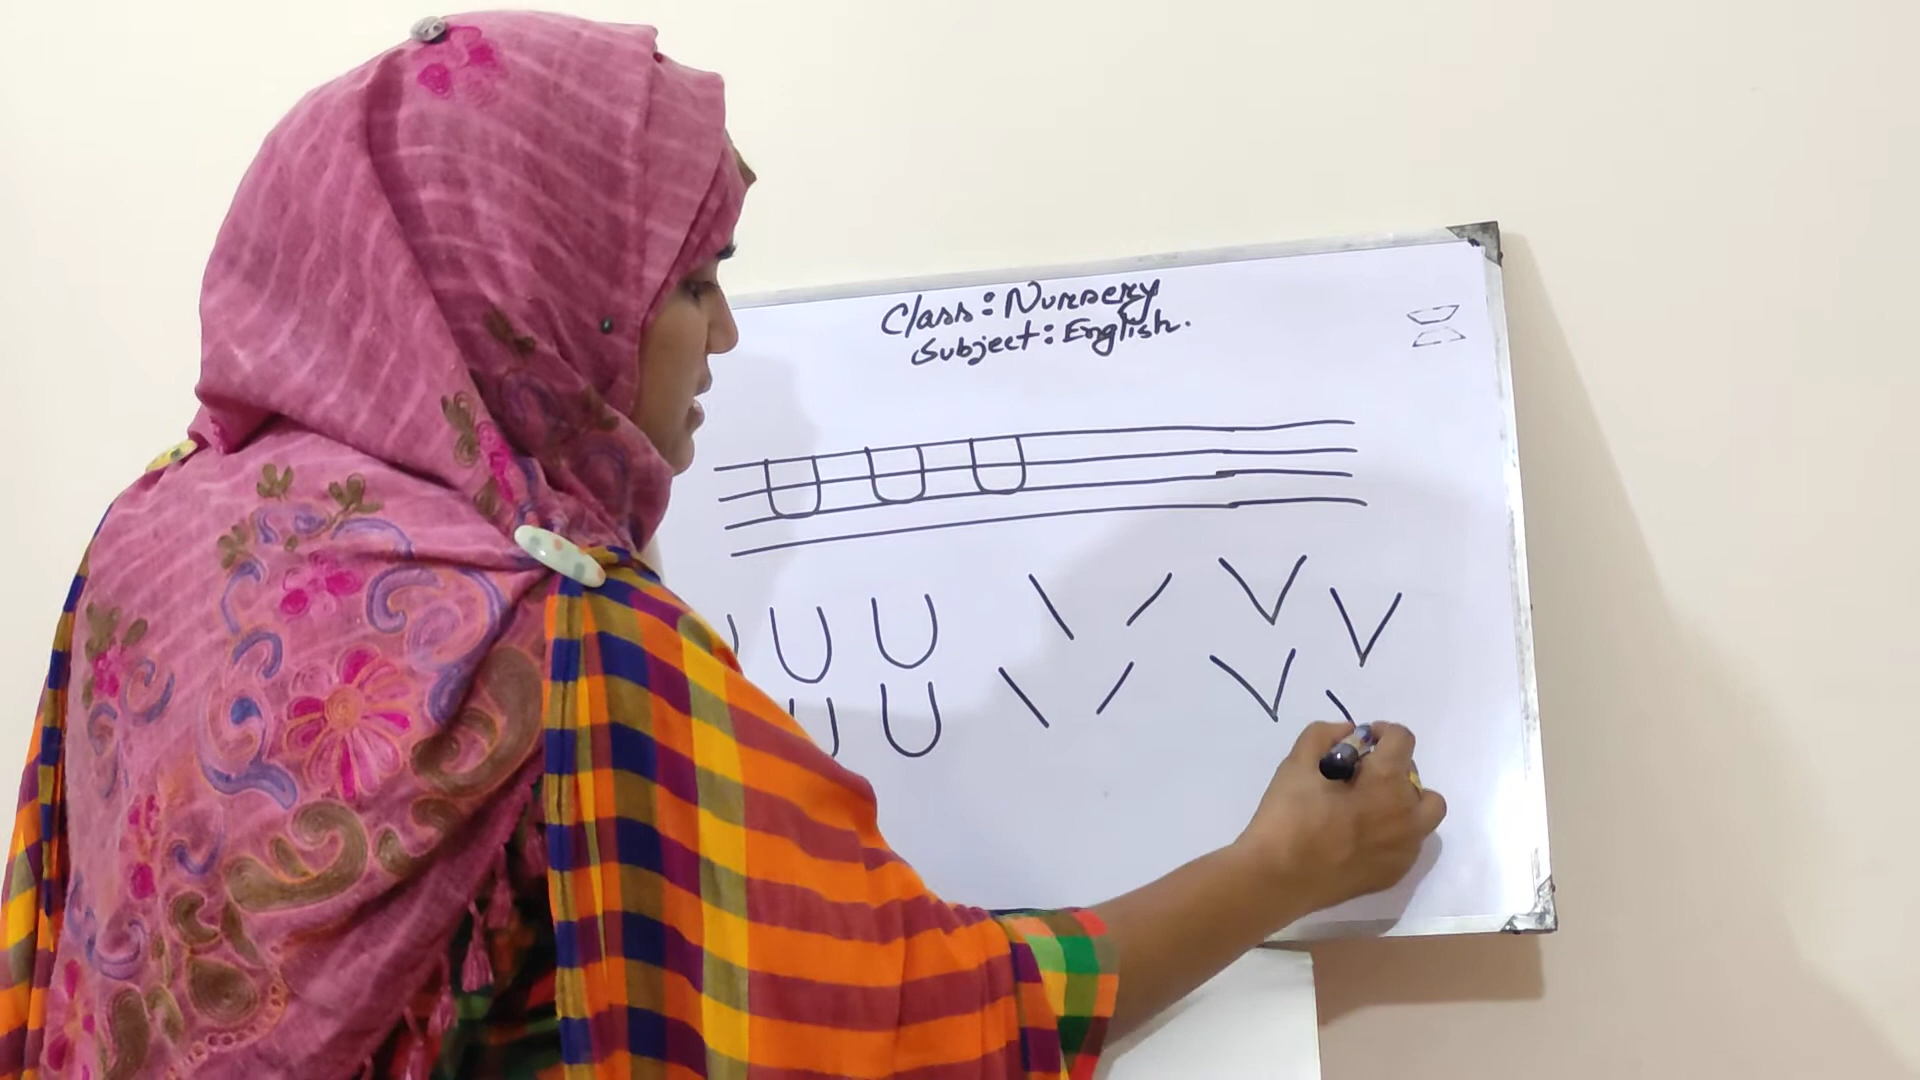 Class: Nursery
Subject: English.
U U U
U U V V
U U V V